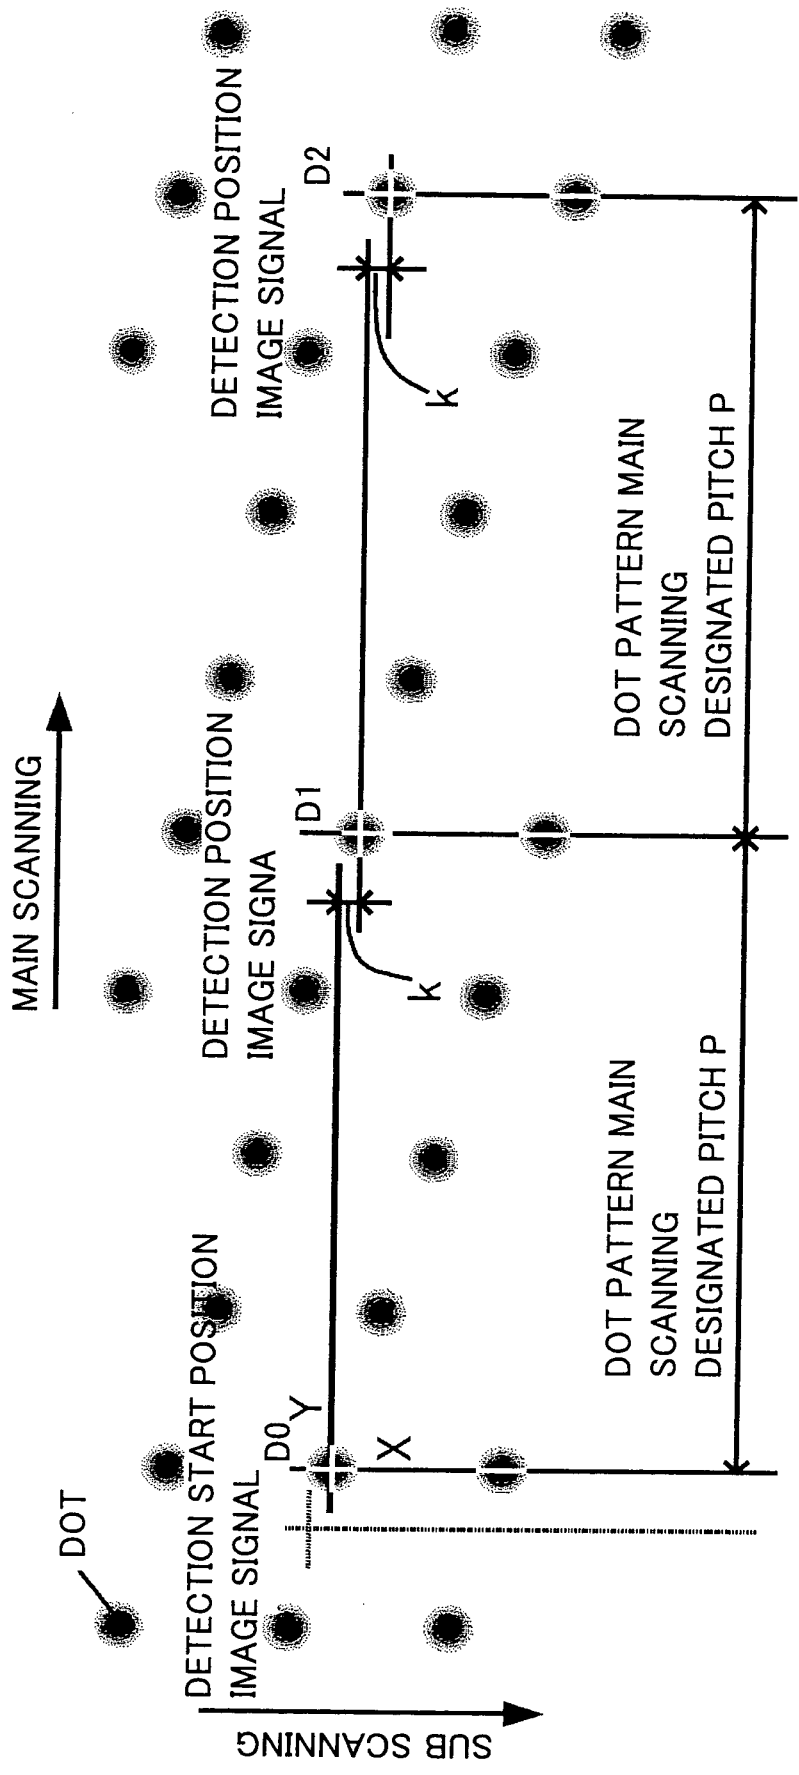 MAIN SCANNING
DOT
DETECTION START POSITION
IMAGE SIGNAL
D0
Y
X
DETECTION POSITION
IMAGE SIGNA
D1
k
DETECTION POSITION
IMAGE SIGNAL
D2
k
DOT PATTERN MAIN
SCANNING
DESIGNATED PITCH P
DOT PATTERN MAIN
SCANNING
DESIGNATED PITCH P
SUB SCANNING